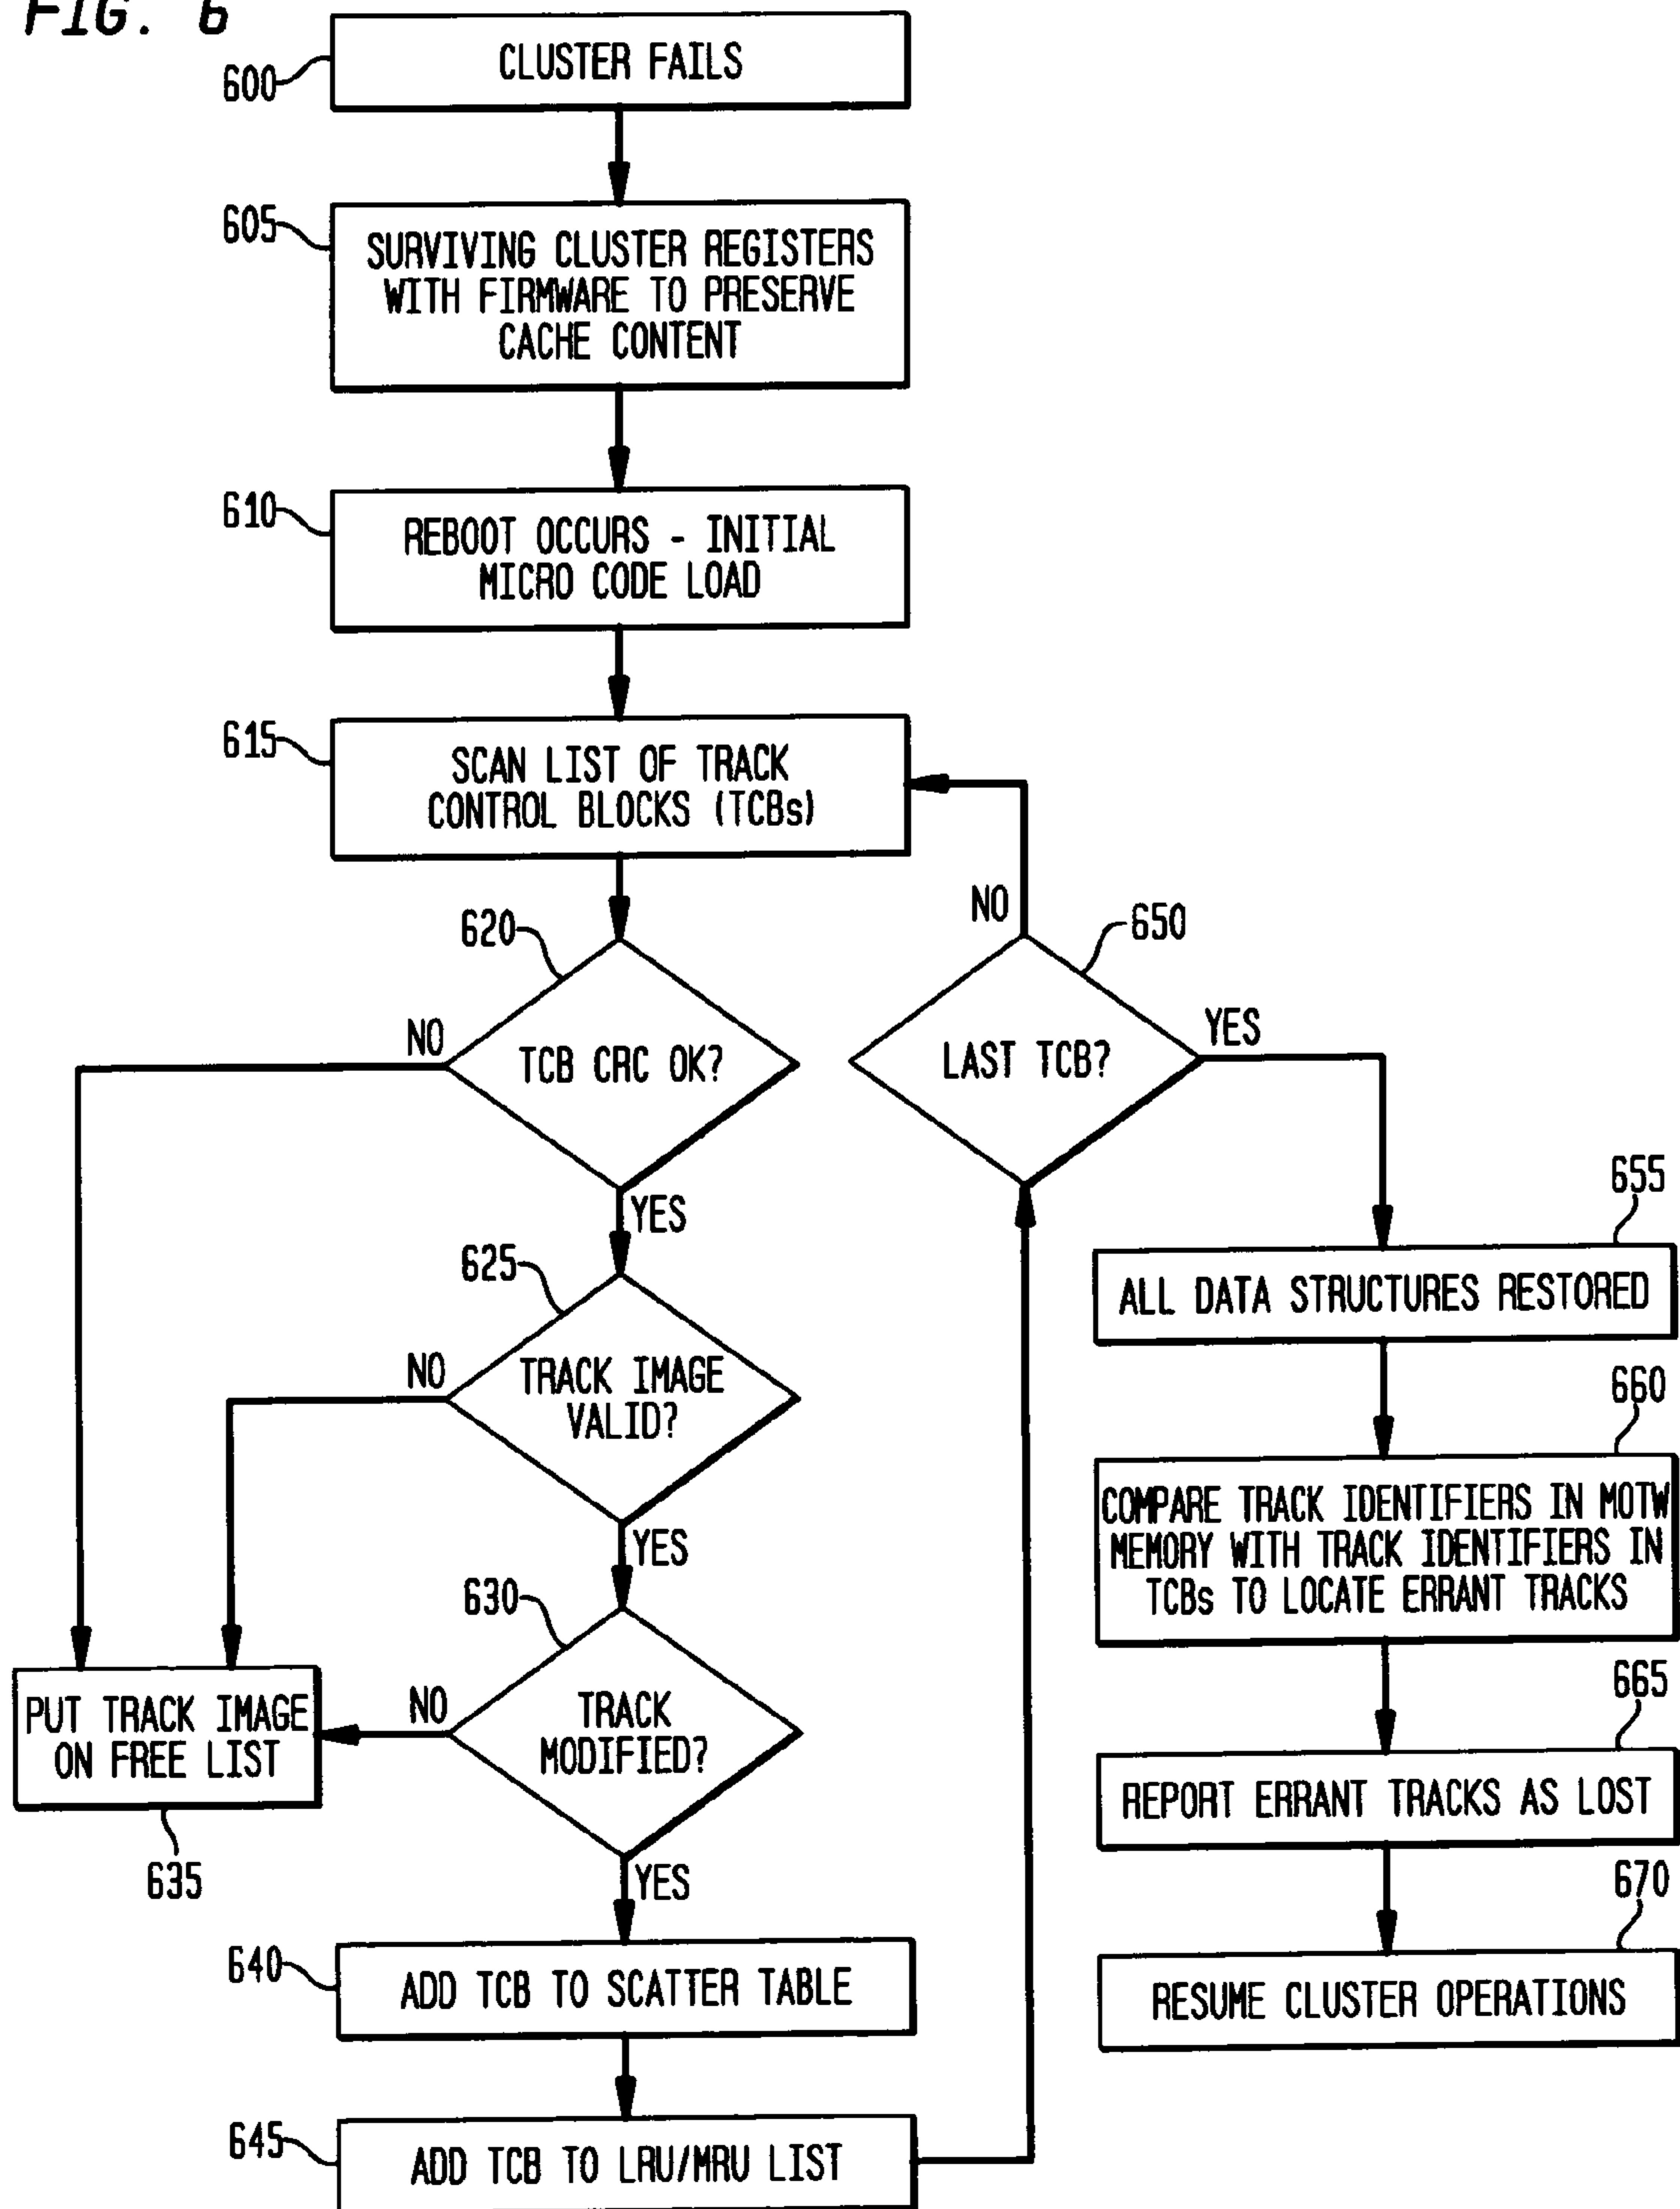 FIG. 6
600
CLUSTER FAILS
605
SURVIVING CLUSTER REGISTERS
WITH FIRMWARE TO PRESERVE
CACHE CONTENT
610
REBOOT OCCURS - INITIAL
MICRO CODE LOAD
615
SCAN LIST OF TRACK
CONTROL BLOCKS (TCBs)
620
NO
TCB CRC OK?
YES
625
NO
TRACK IMAGE
VALID?
YES
630
NO
TRACK
MODIFIED?
YES
PUT TRACK IMAGE
ON FREE LIST
635
640
ADD TCB TO SCATTER TABLE
645
ADD TCB TO LRU/MRU LIST
NO
650
LAST TCB?
YES
655
ALL DATA STRUCTURES RESTORED
660
COMPARE TRACK IDENTIFIERS IN MOTW
MEMORY WITH TRACK IDENTIFIERS IN
TCBs TO LOCATE ERRANT TRACKS
665
REPORT ERRANT TRACKS AS LOST
670
RESUME CLUSTER OPERATIONS